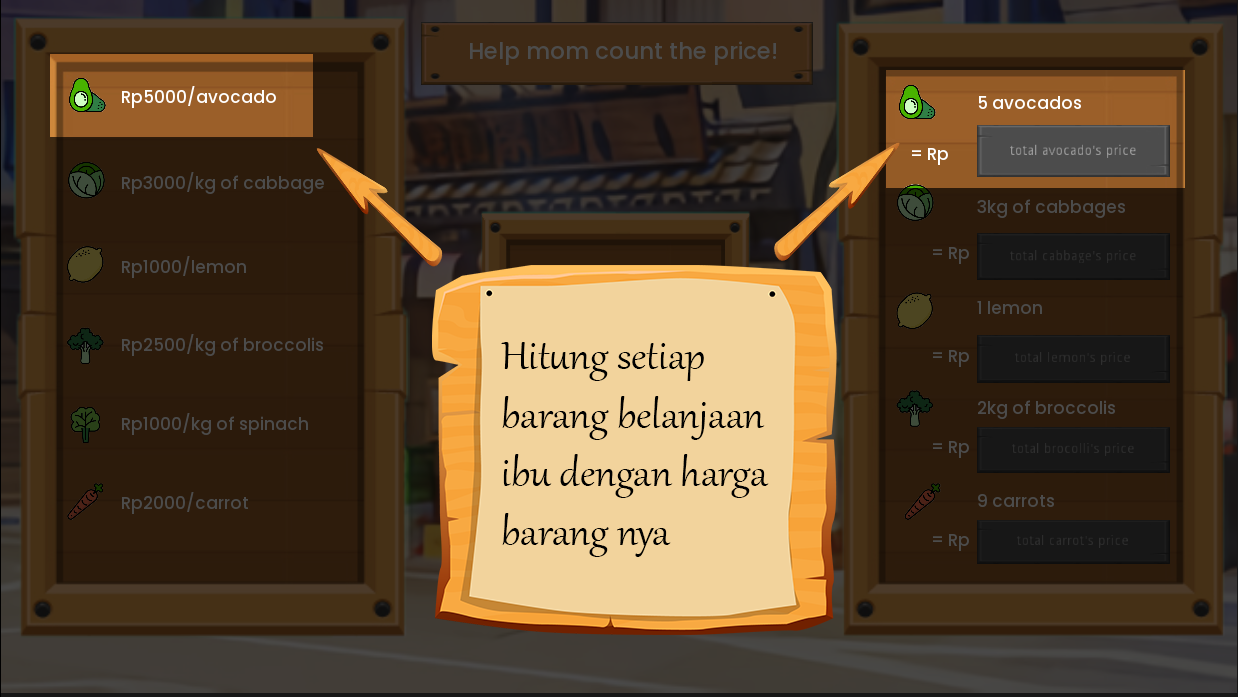 Help mom count the price!
Rp5000/avocado
Rp3000/kg of cabbage
Rp1000/lemon
Rp2500/kg of broccolis
Rp1000/kg of spinach
Rp2000/carrot
Hitung setiap
barang belanjaan
ibu dengan harga
barang nya
5 avocados
= Rp total avocado's price
3kg of cabbages
= Rp total cabbage's price
1 lemon
= Rp total lemon's price
2kg of broccolis
= Rp total brocolli's price
9 carrots
= Rp total carrot's price